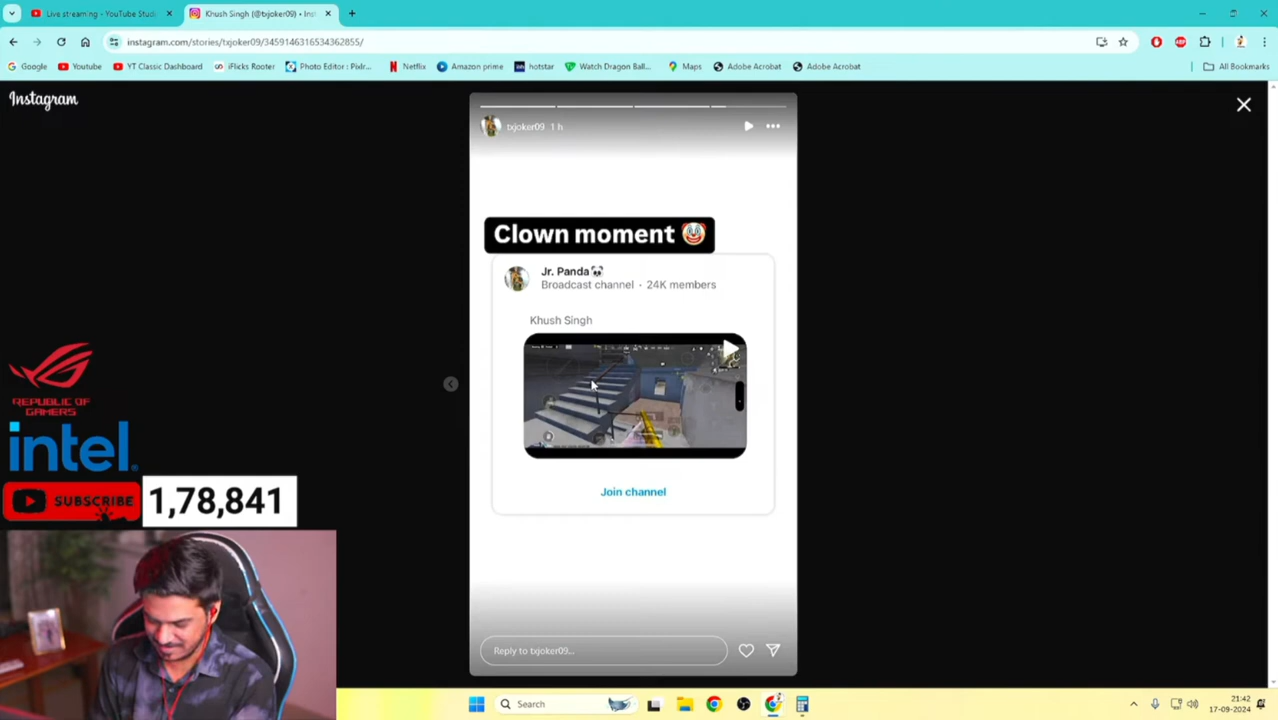 Live streaming - YouTube Studi
Khush Singh (@txjoker09) • Inst
instagram.com/stories/txjoker09/3459146316534362855/
Google
Youtube
YT Classic Dashboard
iFlicks Rooter
Photo Editor : Pixlr...
Netflix
Amazon prime
hotstar
Watch Dragon Ball...
Maps
Adobe Acrobat
Adobe Acrobat
All Bookmarks
Instagram
txjoker09 1 h
Clown moment 🤡
Jr. Panda🐼
Broadcast channel · 24K members
Khush Singh
Join channel
Reply to txjoker09...
REPUBLIC OF
GAMERS
intel
SUBSCRIBE
1,78,841
Search
21:42
17-09-2024